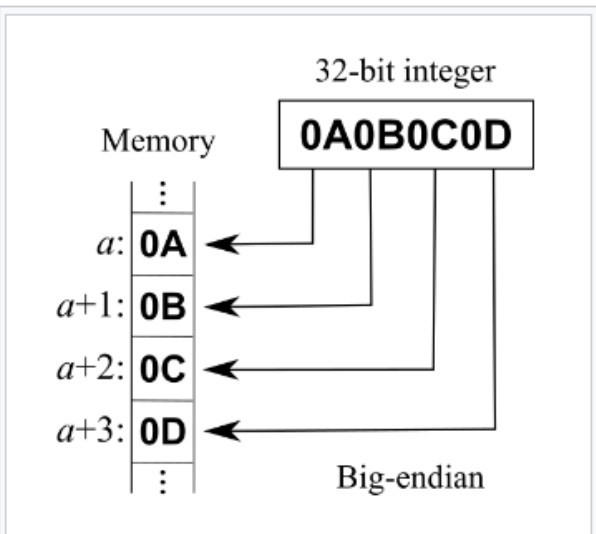 32-bit integer
0A0B0C0D
Memory
⋮
a: 0A
a+1: 0B
a+2: 0C
a+3: 0D
⋮
Big-endian